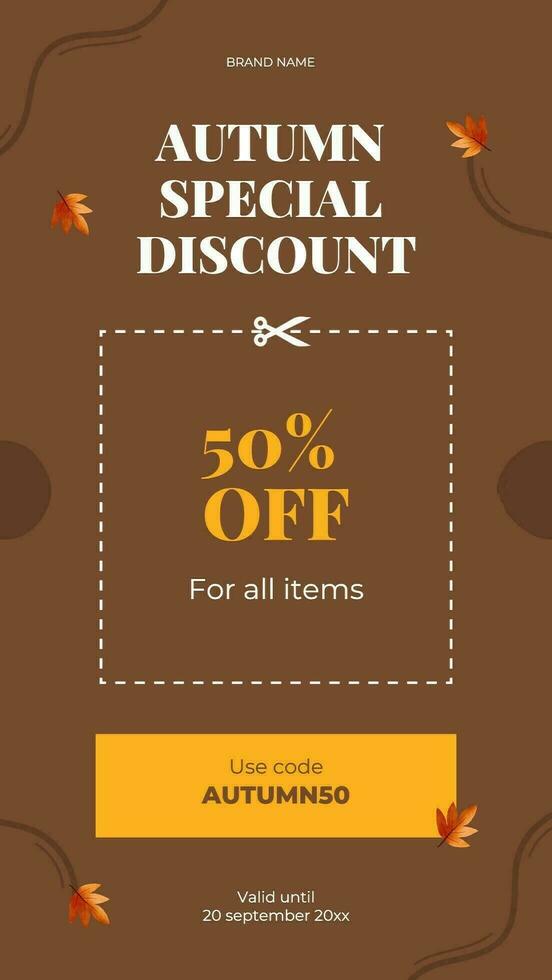 BRAND NAME
AUTUMN
SPECIAL
DISCOUNT
50%
OFF
For all items
Use code
AUTUMN50
Valid until
20 september 20xx